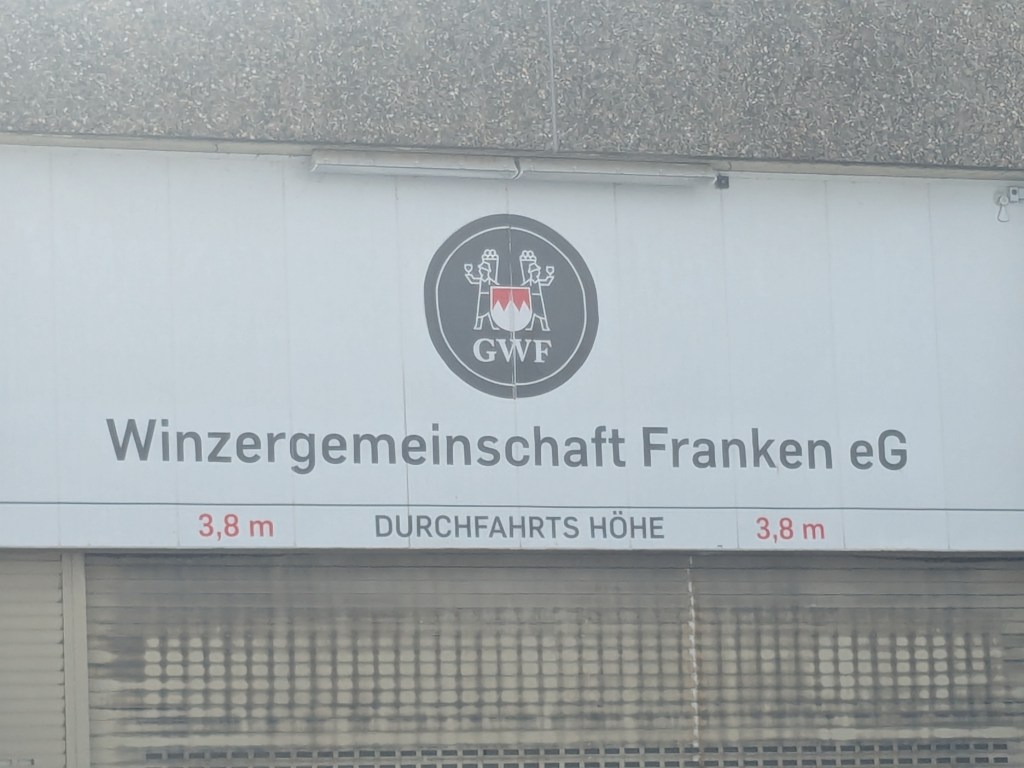 GWF
Winzergemeinschaft Franken eG
3,8 m DURCHFAHRTS HÖHE 3,8 m